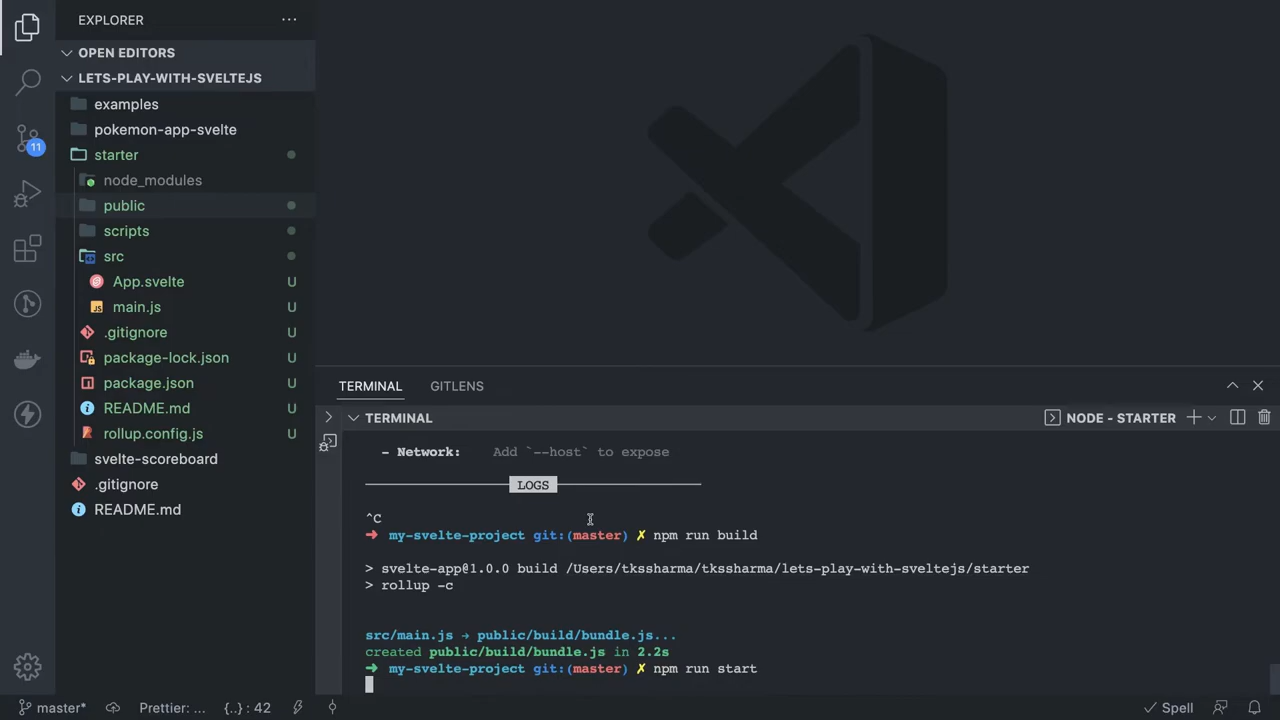 EXPLORER
OPEN EDITORS
LETS-PLAY-WITH-SVELTEJS
examples
pokemon-app-svelte
11
starter
node_modules
public
scripts
src
App.svelte U
JS main.js U
.gitignore U
package-lock.json U
package.json U
README.md U
rollup.config.js U
svelte-scoreboard
.gitignore
README.md
TERMINAL GITLENS
TERMINAL NODE - STARTER
- Network: Add `--host` to expose
LOGS
^C
➜ my-svelte-project git:(master) ✗ npm run build
> svelte-app@1.0.0 build /Users/tkssharma/tkssharma/lets-play-with-sveltejs/starter
> rollup -c
src/main.js → public/build/bundle.js...
created public/build/bundle.js in 2.2s
➜ my-svelte-project git:(master) ✗ npm run start
master* Prettier: ... {..} : 42 Spell